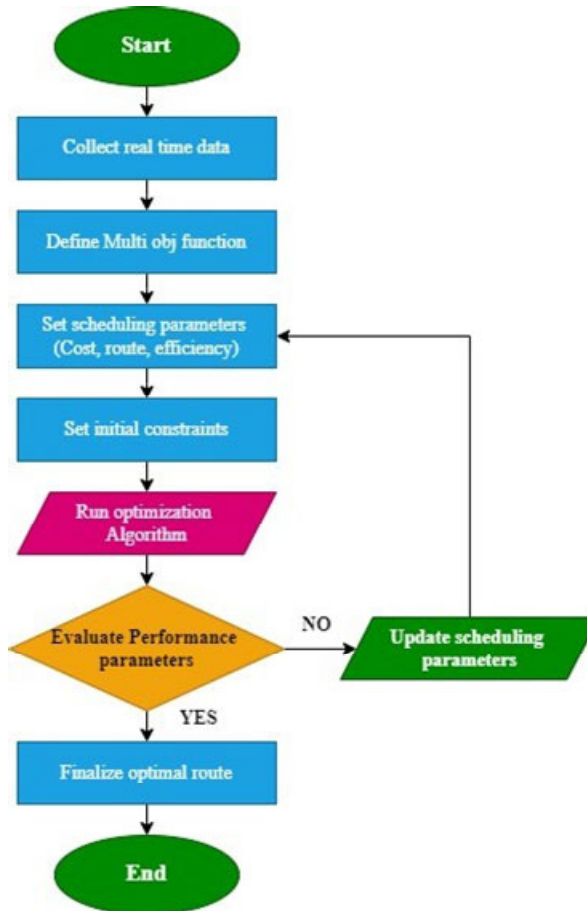 Start
Collect real time data
Define Multi obj function
Set scheduling parameters
(Cost, route, efficiency)
Set initial constraints
Run optimization
Algorithm
Evaluate Performance
parameters
NO
Update scheduling
parameters
YES
Finalize optimal route
End